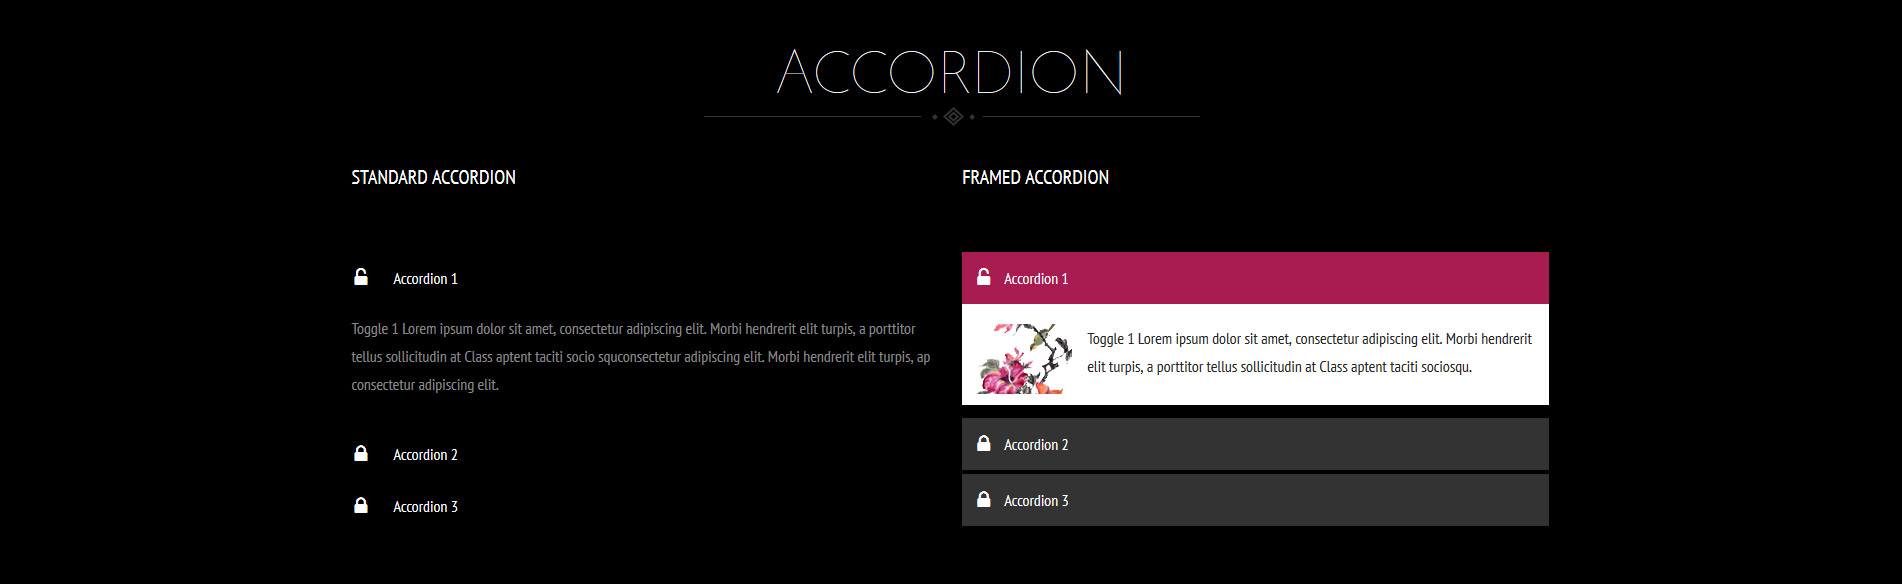 ACCORDION
STANDARD ACCORDION
Accordion 1
Toggle 1 Lorem ipsum dolor sit amet, consectetur adipiscing elit. Morbi hendrerit elit turpis, a porttitor
tellus sollicitudin at Class aptent taciti socio squconsectetur adipiscing elit. Morbi hendrerit elit turpis, ap
consectetur adipiscing elit.
Accordion 2
Accordion 3
FRAMED ACCORDION
Accordion 1
Toggle 1 Lorem ipsum dolor sit amet, consectetur adipiscing elit. Morbi hendrerit
elit turpis, a porttitor tellus sollicitudin at Class aptent taciti sociosqu.
Accordion 2
Accordion 3